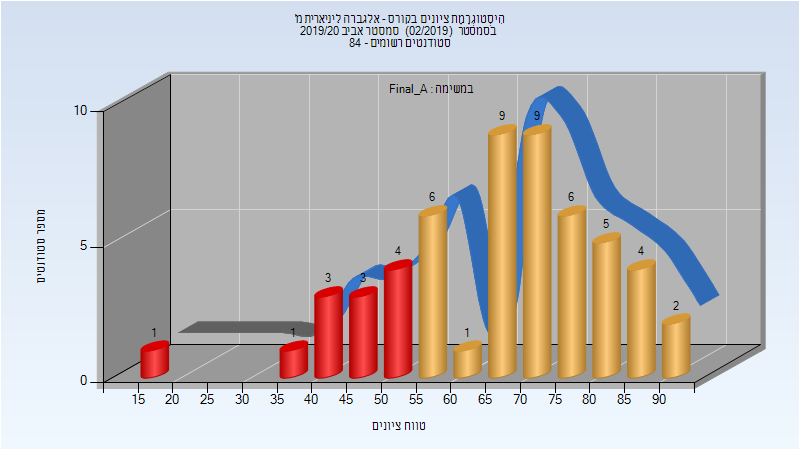 היסטוגרמת ציונים בקורס - אלגברה ליניארית מ'
בסמסטר (02/2019) סמסטר אביב 2019/20
סטודנטים רשומים - 84
במשימה : Final_A
מספר סטודנטים
10
5
0
1
1
3
3
4
6
1
9
9
6
5
4
2
15 20 25 30 35 40 45 50 55 60 65 70 75 80 85 90
טווח ציונים